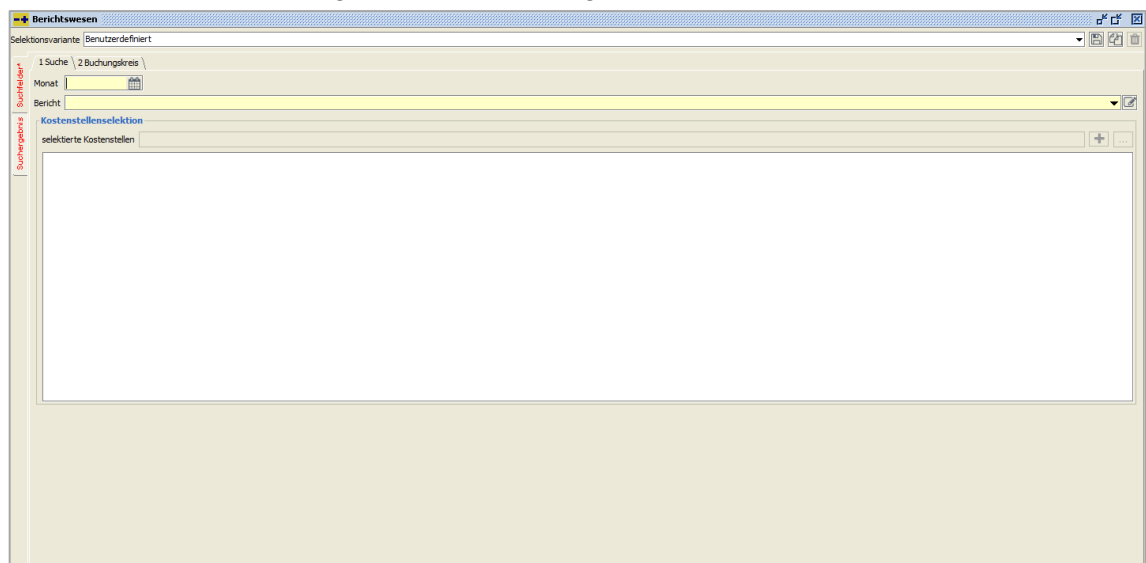 Berichtswesen
Selektionsvariante Benutzerdefiniert
1 Suche 2 Buchungskreis
Suchfelder*
Suchergebnis
Monat
Bericht
Kostenstellenselektion
selektierte Kostenstellen
...